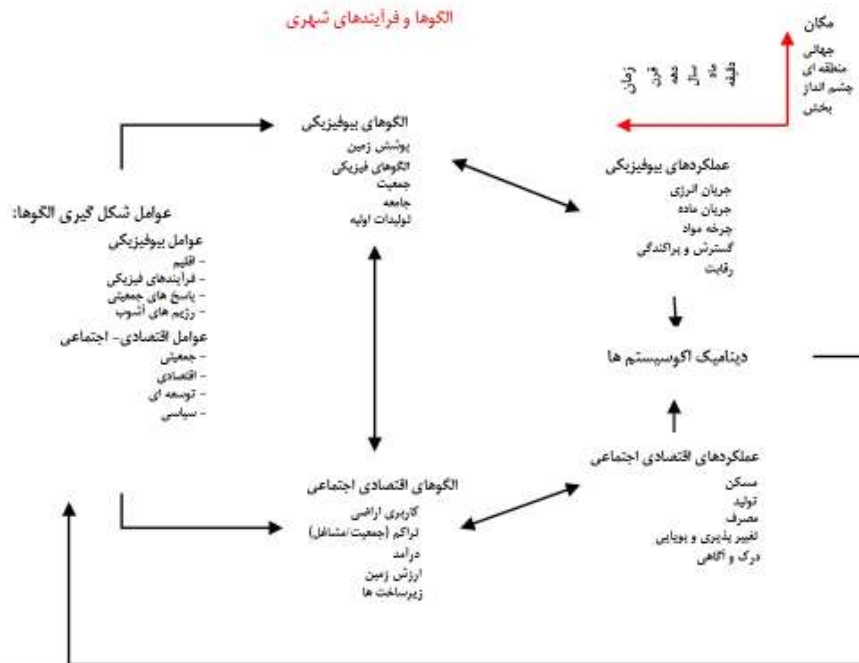 الگوها و فرآیندهای شهری
مکان
جهانی
منطقه ای
چشم انداز
بخش
زمان
قرن
دهه
سال
ماه
دقیقه
الگوهای بیوفیزیکی
پوشش زمین
الگوهای فیزیکی
جمعیت
جامعه
تولیدات اولیه
عملکردهای بیوفیزیکی
جریان انرژی
جریان ماده
چرخه مواد
گسترش و پراکندگی
رقابت
عوامل شکل گیری الگوها:
عوامل بیوفیزیکی
- اقلیم
- فرآیندهای فیزیکی
- پاسخ های جمعیتی
- رژیم های آشوب
عوامل اقتصادی- اجتماعی
- جمعیتی
- اقتصادی
- توسعه ای
- سیاسی
دینامیک اکوسیستم ها
عملکردهای اقتصادی اجتماعی
مسکن
تولید
مصرف
تغییر پذیری و پویایی
درک و آگاهی
الگوهای اقتصادی اجتماعی
کاربری اراضی
تراکم (جمعیت/مشاغل)
درامد
ارزش زمین
زیرساخت ها